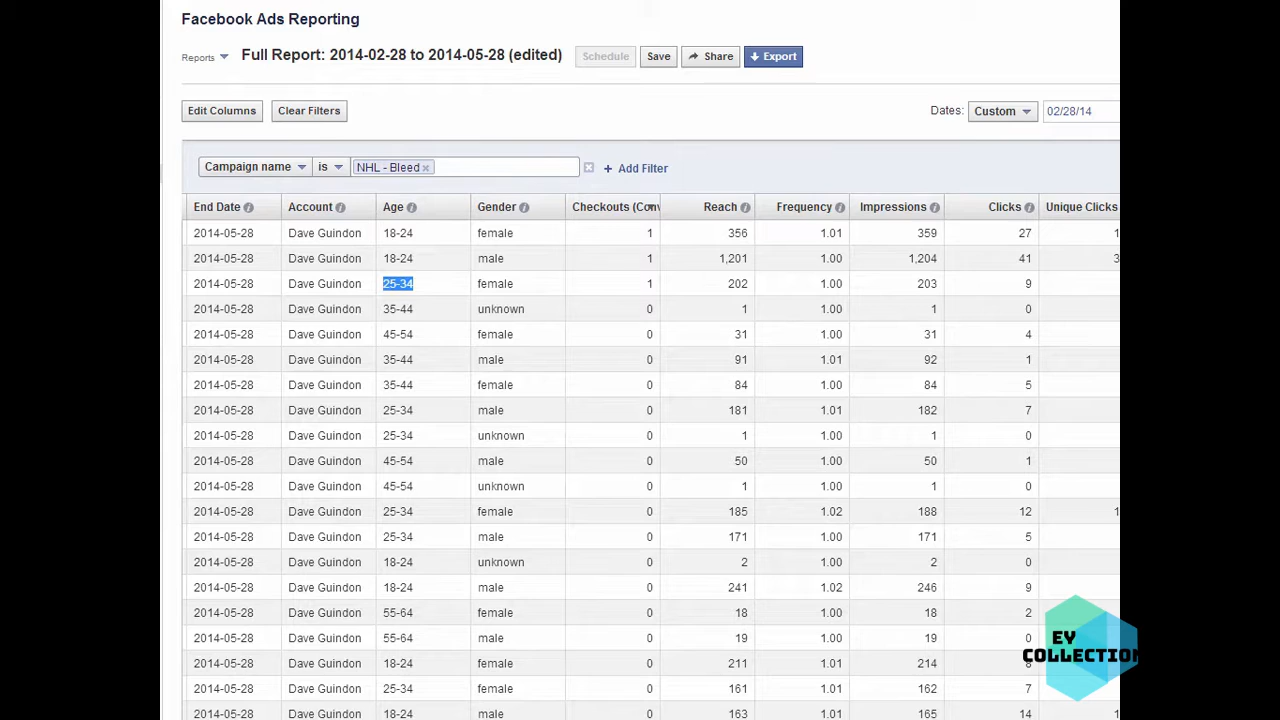 Facebook Ads Reporting
Reports Full Report: 2014-02-28 to 2014-05-28 (edited) Schedule Save Share Export
Edit Columns Clear Filters Dates: Custom 02/28/14
Campaign name is NHL - Bleed × + Add Filter
End Date Account Age Gender Checkouts (Conv Reach Frequency Impressions Clicks Unique Clicks
2014-05-28 Dave Guindon 18-24 female 1 356 1.01 359 27 1
2014-05-28 Dave Guindon 18-24 male 1 1,201 1.00 1,204 41 3
2014-05-28 Dave Guindon 25-34 female 1 202 1.00 203 9
2014-05-28 Dave Guindon 35-44 unknown 0 1 1.00 1 0
2014-05-28 Dave Guindon 45-54 female 0 31 1.00 31 4
2014-05-28 Dave Guindon 35-44 male 0 91 1.01 92 1
2014-05-28 Dave Guindon 35-44 female 0 84 1.00 84 5
2014-05-28 Dave Guindon 25-34 male 0 181 1.01 182 7
2014-05-28 Dave Guindon 25-34 unknown 0 1 1.00 1 0
2014-05-28 Dave Guindon 45-54 male 0 50 1.00 50 1
2014-05-28 Dave Guindon 45-54 unknown 0 1 1.00 1 0
2014-05-28 Dave Guindon 25-34 female 0 185 1.02 188 12 1
2014-05-28 Dave Guindon 25-34 male 0 171 1.00 171 5
2014-05-28 Dave Guindon 18-24 unknown 0 2 1.00 2 0
2014-05-28 Dave Guindon 18-24 male 0 241 1.02 246 9
2014-05-28 Dave Guindon 55-64 female 0 18 1.00 18 2
2014-05-28 Dave Guindon 55-64 male 0 19 1.00 19 0
2014-05-28 Dave Guindon 18-24 female 0 211 1.01 214 8
2014-05-28 Dave Guindon 25-34 female 0 161 1.01 162 7
2014-05-28 Dave Guindon 18-24 male 0 163 1.01 165 14
EY
COLLECTION